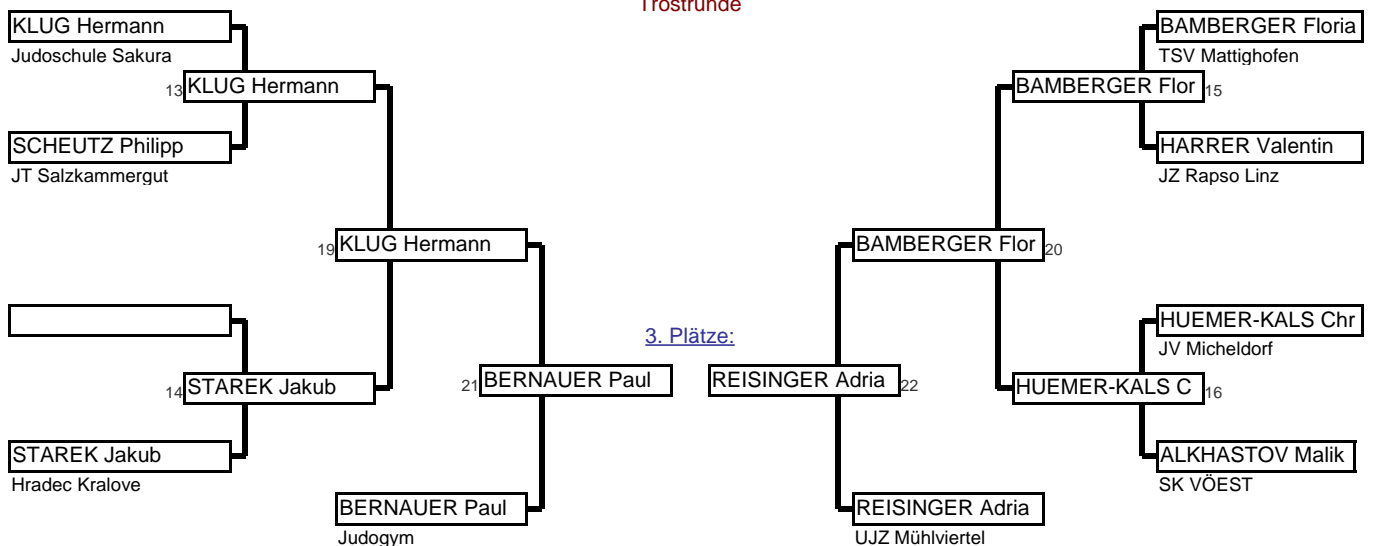 Trostrunde
KLUG Hermann
Judoschule Sakura
13 KLUG Hermann
SCHEUTZ Philipp
JT Salzkammergut
19 KLUG Hermann
14 STAREK Jakub
STAREK Jakub
Hradec Kralove
21 BERNAUER Paul
BERNAUER Paul
Judogym
3. Plätze:
BAMBERGER Floria
TSV Mattighofen
BAMBERGER Flor 15
HARRER Valentin
JZ Rapso Linz
BAMBERGER Flor 20
HUEMER-KALS Chr
JV Micheldorf
HUEMER-KALS C 16
ALKHASTOV Malik
SK VÖEST
REISINGER Adria 22
REISINGER Adria
UJZ Mühlviertel